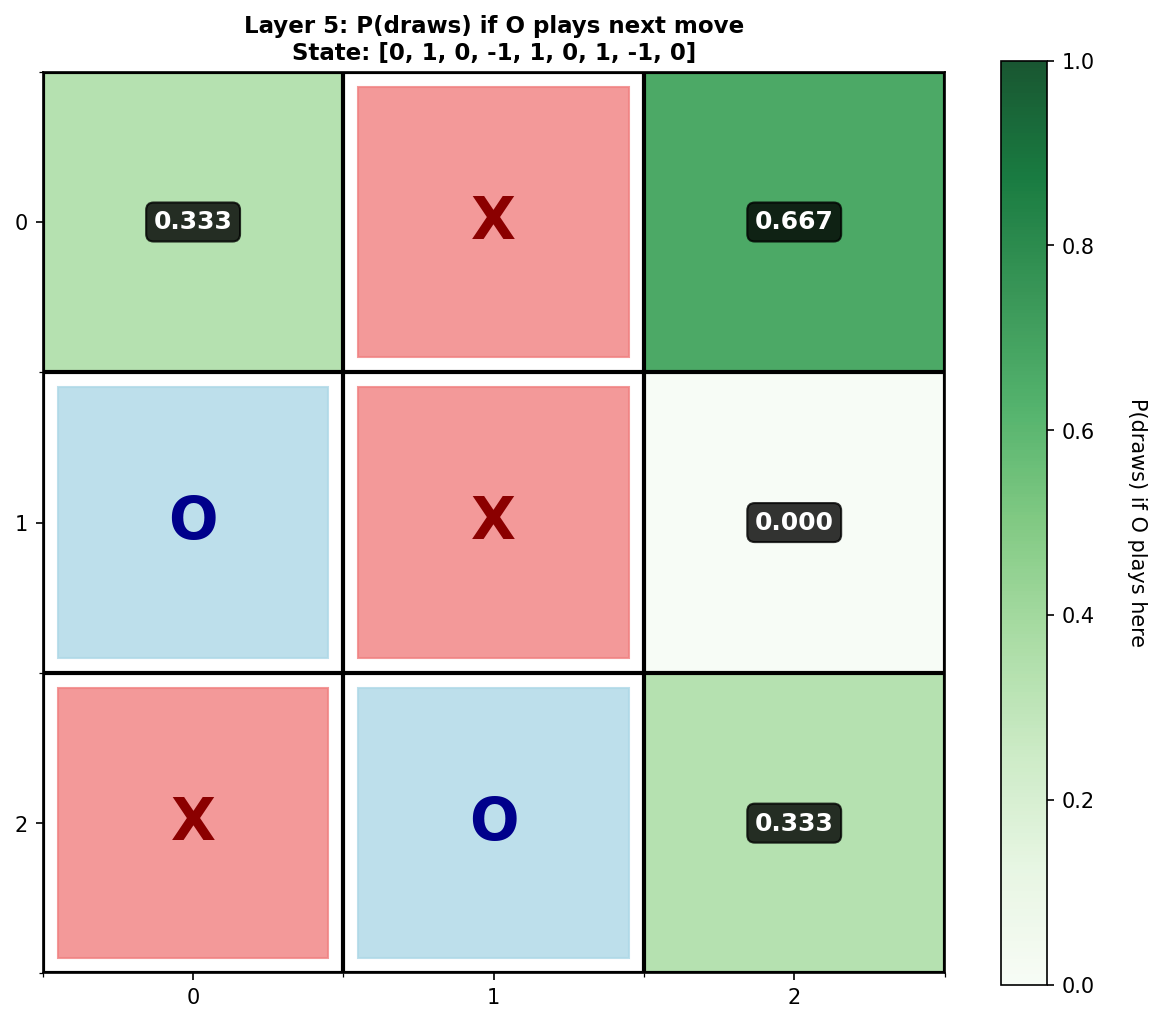 Layer 5: P(draws) if O plays next move
State: [0, 1, 0, -1, 1, 0, 1, -1, 0]
0.333
X
0.667
O
X
0.000
X
O
0.333
0
1
2
0
1
2
1.0
0.8
0.6
0.4
0.2
0.0
P(draws) if O plays here